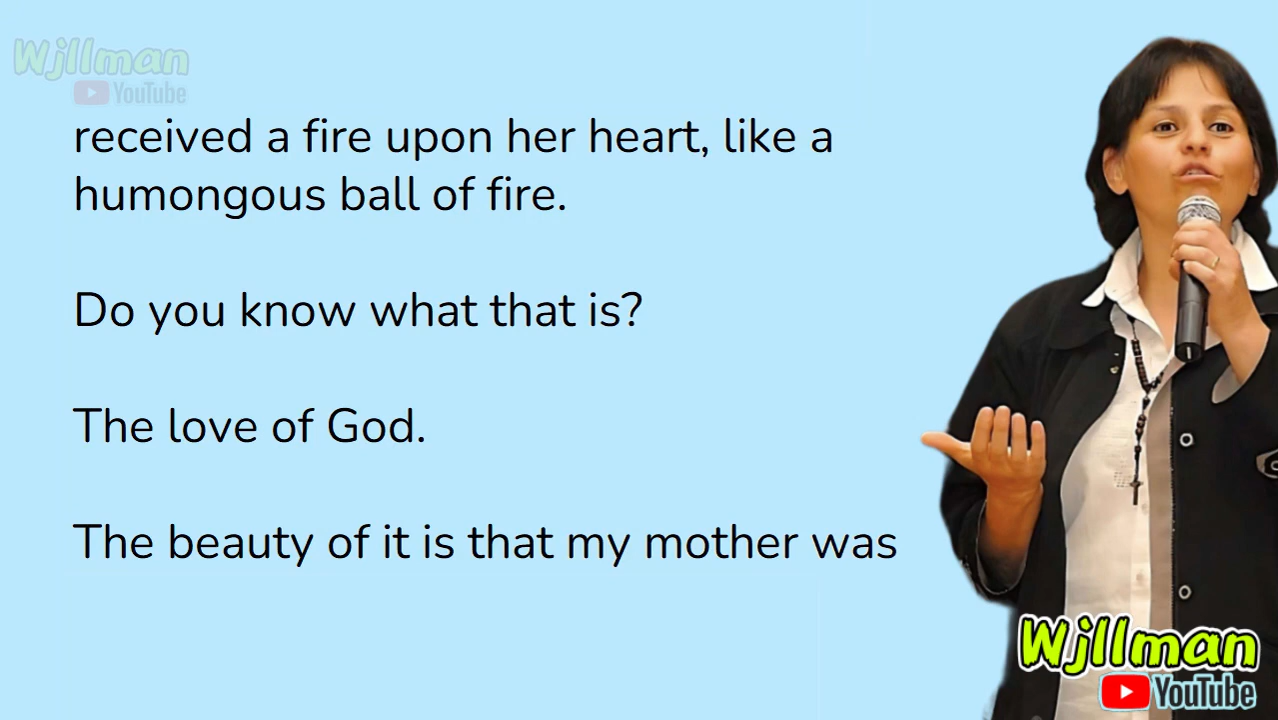 Wjllman
YouTube
received a fire upon her heart, like a
humongous ball of fire.
Do you know what that is?
The love of God.
The beauty of it is that my mother was
Wjllman
YouTube